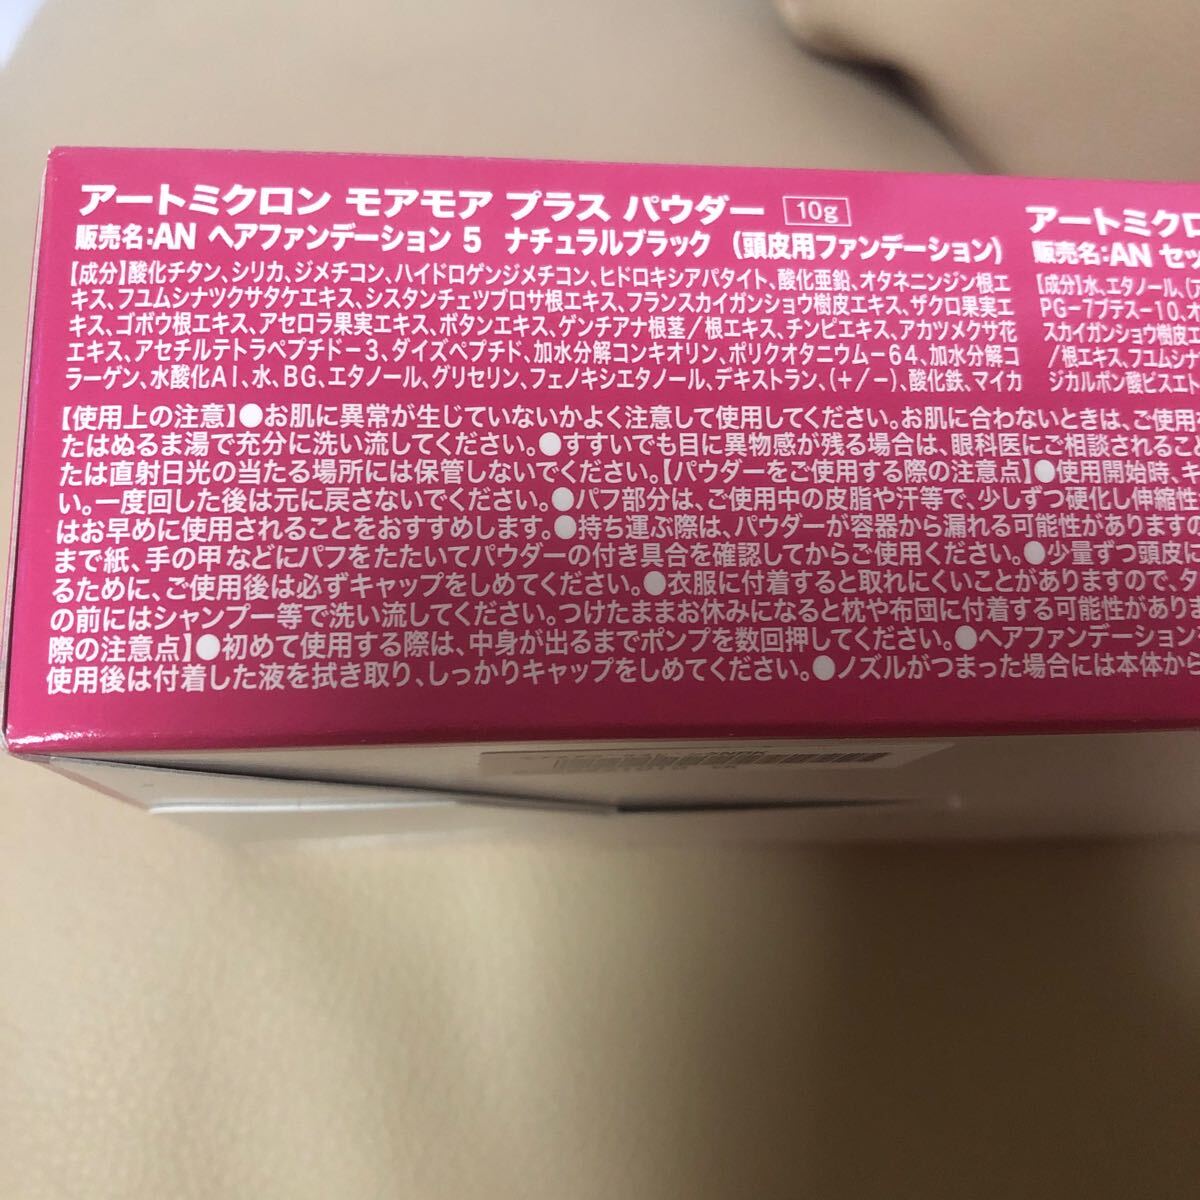 アートミクロン モアモア プラス パウダー 10g
販売名:AN ヘアファンデーション 5 ナチュラルブラック (頭皮用ファンデーション)
【成分】酸化チタン、シリカ、ジメチコン、ハイドロゲンジメチコン、ヒドロキシアパタイト、酸化亜鉛、オタネニンジン根エ
キス、フユムシナツクサタケエキス、シスタンチェツブロサ根エキス、フランスカイガンショウ樹皮エキス、ザクロ果実エ
キス、ゴボウ根エキス、アセロラ果実エキス、ボタンエキス、ゲンチアナ根茎/根エキス、チンピエキス、アカツメクサ花
エキス、アセチルテトラペプチド-3、ダイズペプチド、加水分解コンキオリン、ポリクオタニウム-64、加水分解コ
ラーゲン、水酸化Al、水、BG、エタノール、グリセリン、フェノキシエタノール、デキストラン、(+/-)、酸化鉄、マイカ
アートミクロ
販売名:AN セッ
【成分】水、エタノール、(ス
PG-7ブテス-10、オ
スカイガンショウ樹皮エ
/根エキス、フユムシナ
ジカルボン酸ビスエト
【使用上の注意】●お肌に異常が生じていないかよく注意して使用してください。お肌に合わないときは、ご使用
たはぬるま湯で充分に洗い流してください。●すすいでも目に異物感が残る場合は、眼科医にご相談されるこ
たは直射日光の当たる場所には保管しないでください。【パウダーをご使用する際の注意点】●使用開始時、キ
い。一度回した後は元に戻さないでください。●パフ部分は、ご使用中の皮脂や汗等で、少しずつ硬化し伸縮性
はお早めに使用されることをおすすめします。●持ち運ぶ際は、パウダーが容器から漏れる可能性がありますの
まで紙、手の甲などにパフをたたいてパウダーの付き具合を確認してからご使用ください。●少量ずつ頭皮に
るために、ご使用後は必ずキャップをしめてください。●衣服に付着すると取れにくいことがありますので、タ
の前にはシャンプー等で洗い流してください。つけたままお休みになると枕や布団に付着する可能性がありま
際の注意点】●初めて使用する際は、中身が出るまでポンプを数回押してください。●ヘアファンデーション
使用後は付着した液を拭き取り、しっかりキャップをしめてください。●ノズルがつまった場合には本体から